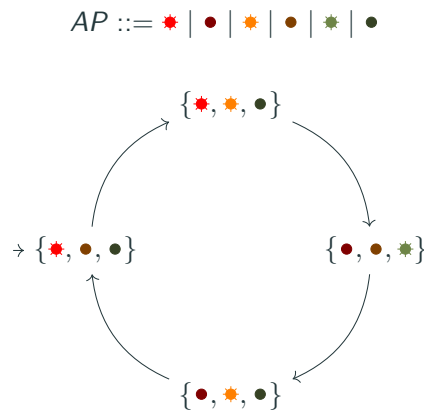 AP ::= ✹ | ● | ✹ | ● | ✹ | ●
{✹, ✹, ●}
{✹, ●, ●} {●, ●, ✹}
{●, ✹, ●}